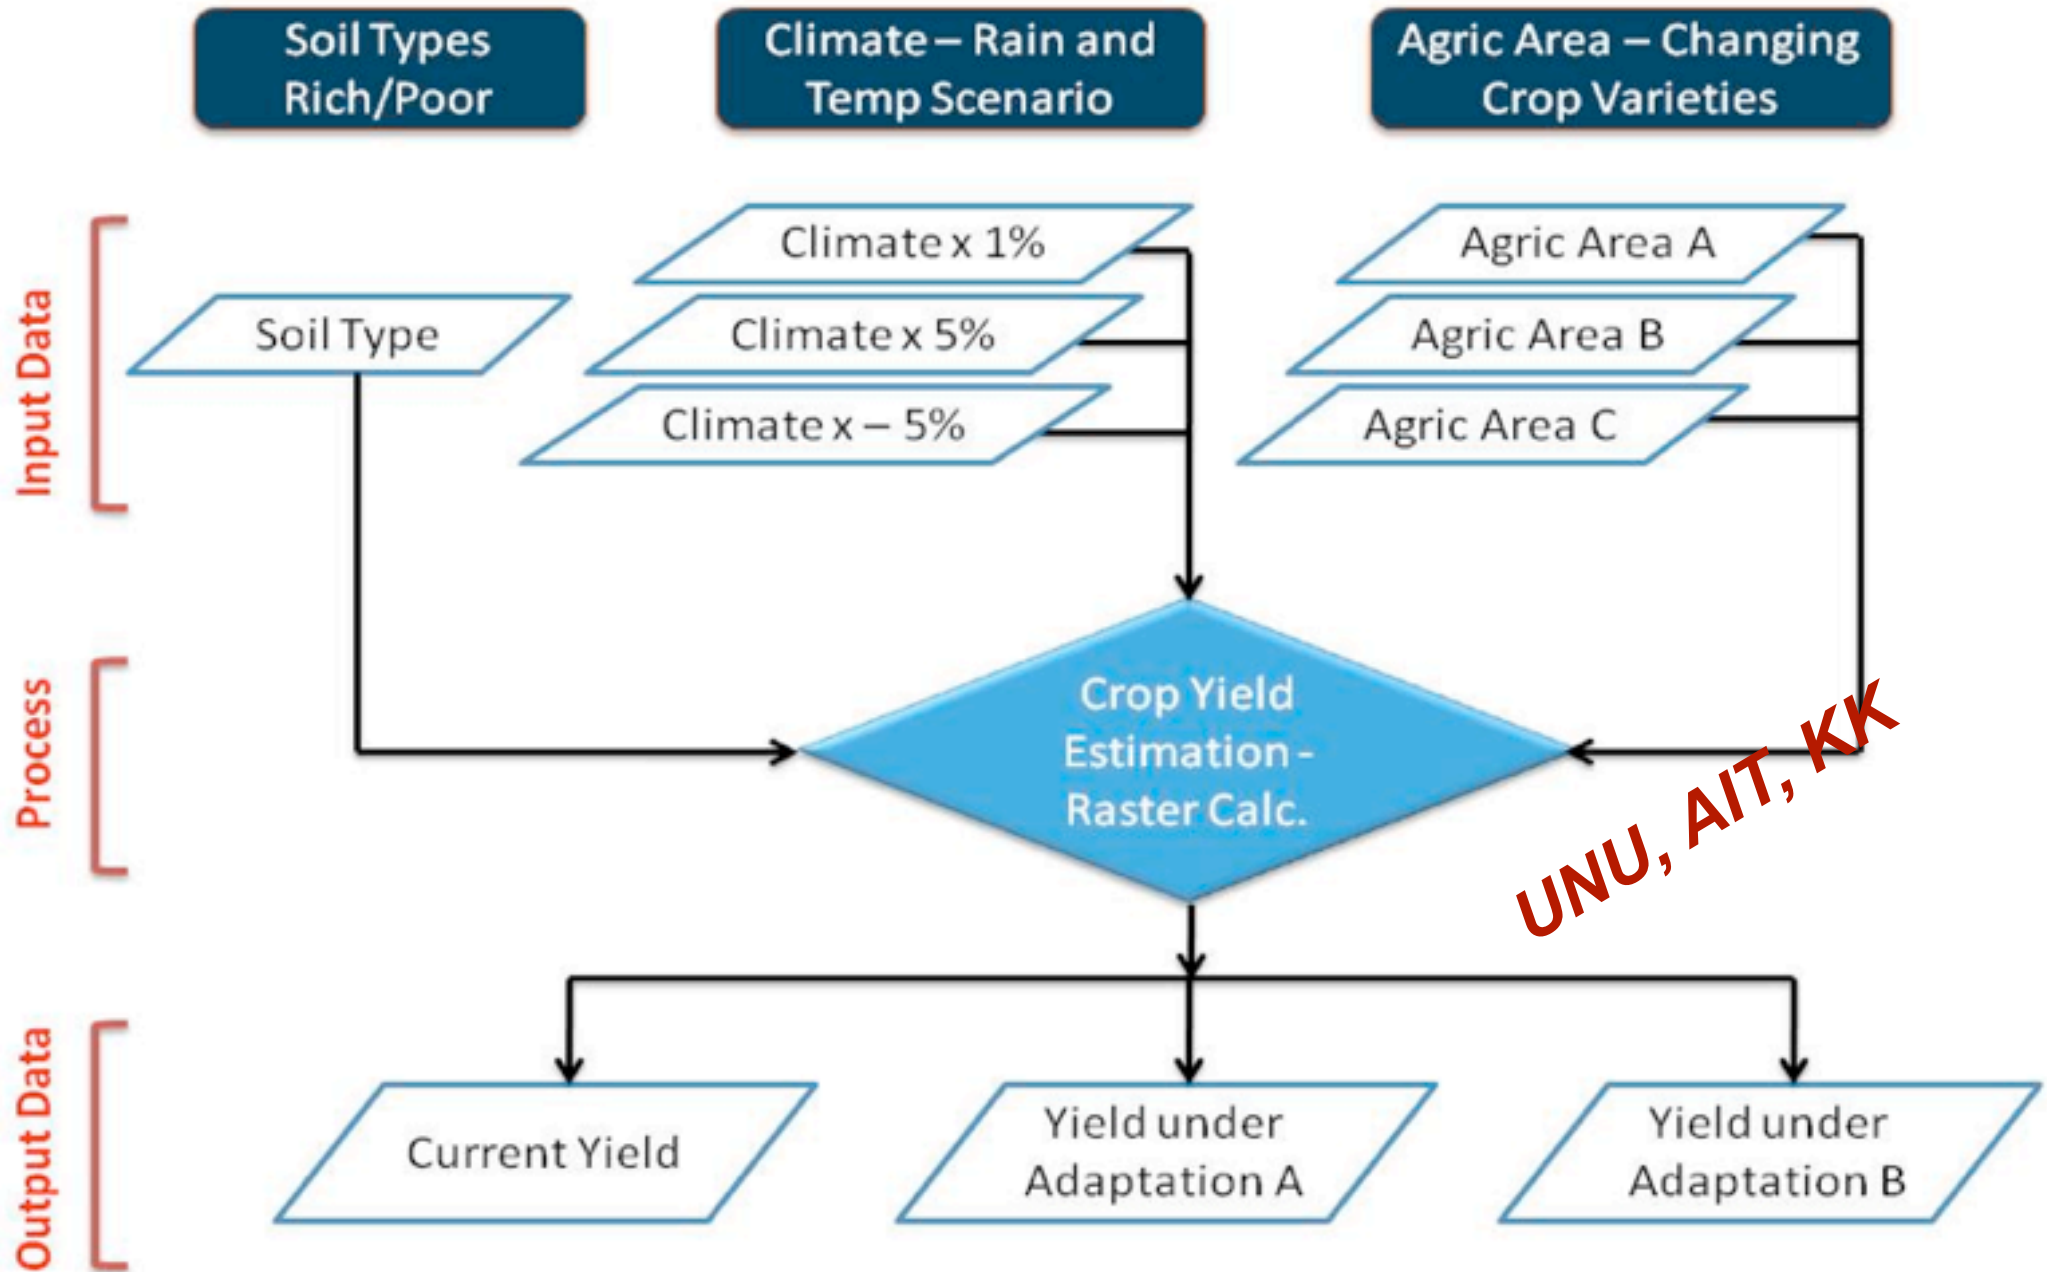 Soil Types
Rich/Poor
Climate – Rain and
Temp Scenario
Agric Area – Changing
Crop Varieties
Input Data
Soil Type
Climate x 1%
Climate x 5%
Climate x – 5%
Agric Area A
Agric Area B
Agric Area C
Process
Crop Yield
Estimation -
Raster Calc.
UNU, AIT, KK
Output Data
Current Yield
Yield under
Adaptation A
Yield under
Adaptation B